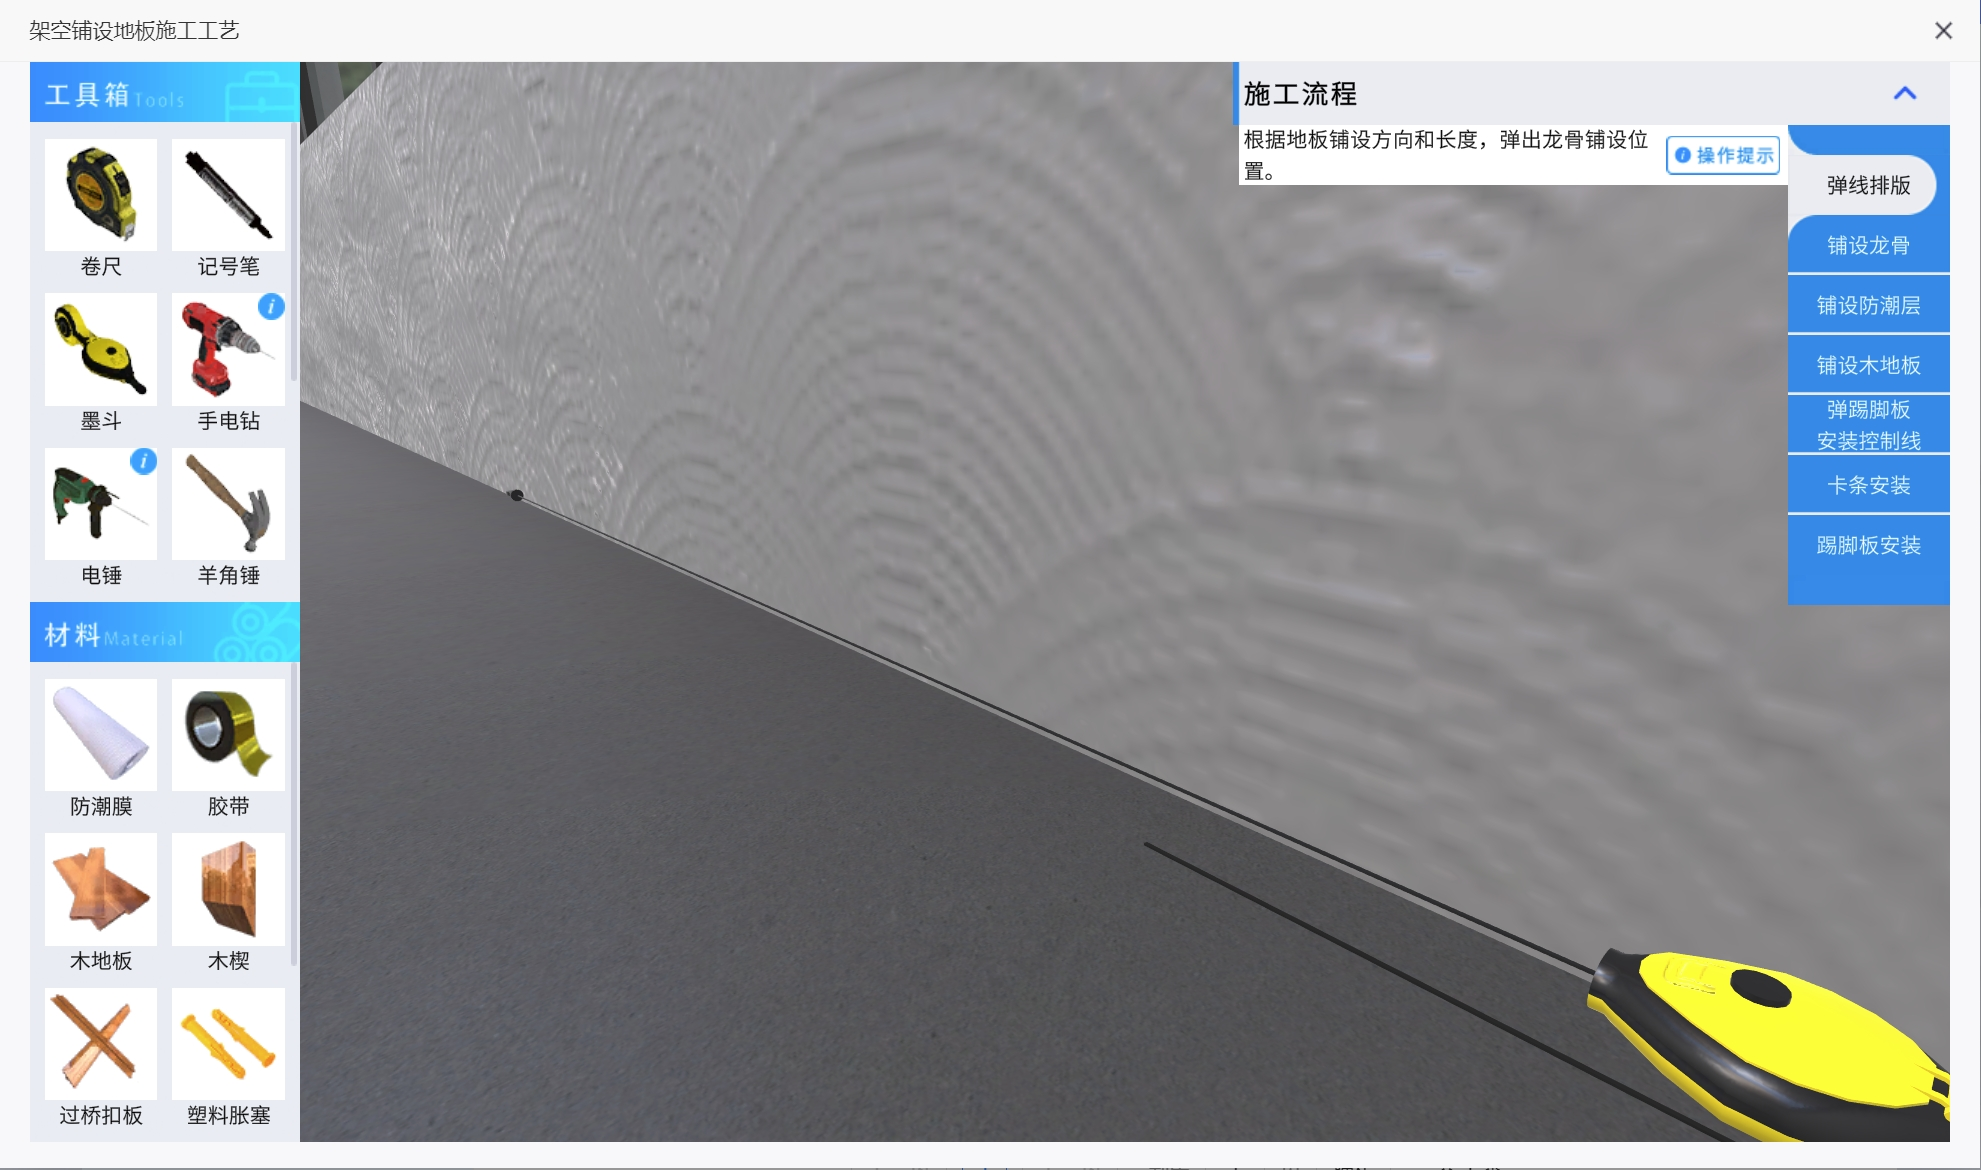 架空铺设地板施工工艺
工具箱 Tools
卷尺
记号笔
墨斗
手电钻
电锤
羊角锤
材料 Material
防潮膜
胶带
木地板
木楔
过桥扣板
塑料胀塞
施工流程
根据地板铺设方向和长度，弹出龙骨铺设位
置。
操作提示
弹线排版
铺设龙骨
铺设防潮层
铺设木地板
弹踢脚板
安装控制线
卡条安装
踢脚板安装